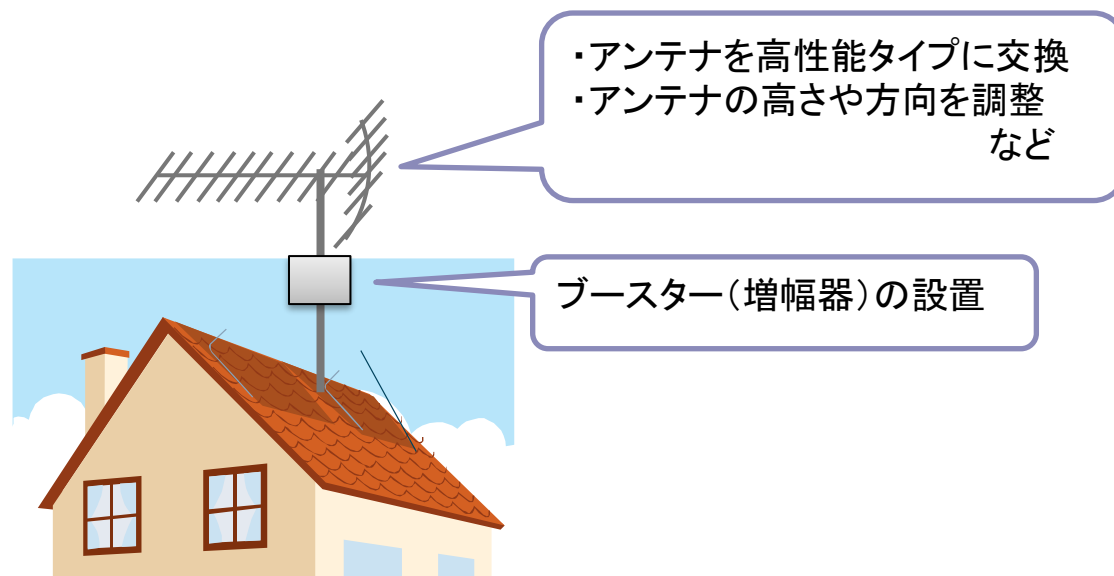 ・アンテナを高性能タイプに交換
・アンテナの高さや方向を調整
など
ブースター(増幅器)の設置